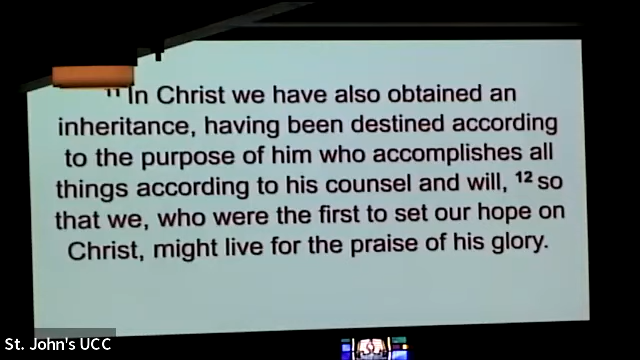 11 In Christ we have also obtained an
inheritance, having been destined according
to the purpose of him who accomplishes all
things according to his counsel and will, 12 so
that we, who were the first to set our hope on
Christ, might live for the praise of his glory.
St. John's UCC